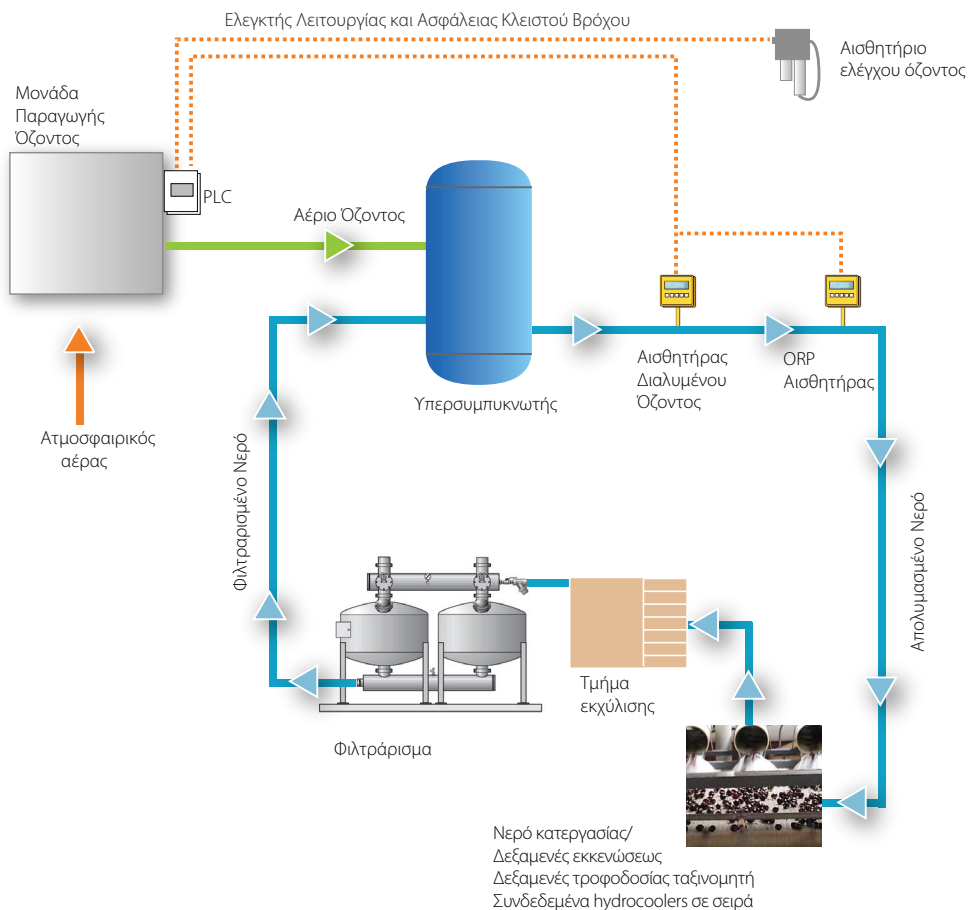 Ελεγκτής Λειτουργίας και Ασφάλειας Κλειστού Βρόχου
Αισθητήριο
ελέγχου όζοντος
Μονάδα
Παραγωγής
Όζοντος
PLC
Αέριο Όζοντος
Αισθητήρας
Διαλυμένου
Όζοντος
ORP
Αισθητήρας
Υπερσυμπυκνωτής
Ατμοσφαιρικός
αέρας
Φιλτραρισμένο Νερό
Απολυμασμένο Νερό
Τμήμα
εκχύλισης
Φιλτράρισμα
Νερό κατεργασίας/
Δεξαμενές εκκενώσεως
Δεξαμενές τροφοδοσίας ταξινομητή
Συνδεδεμένα hydrocoolers σε σειρά